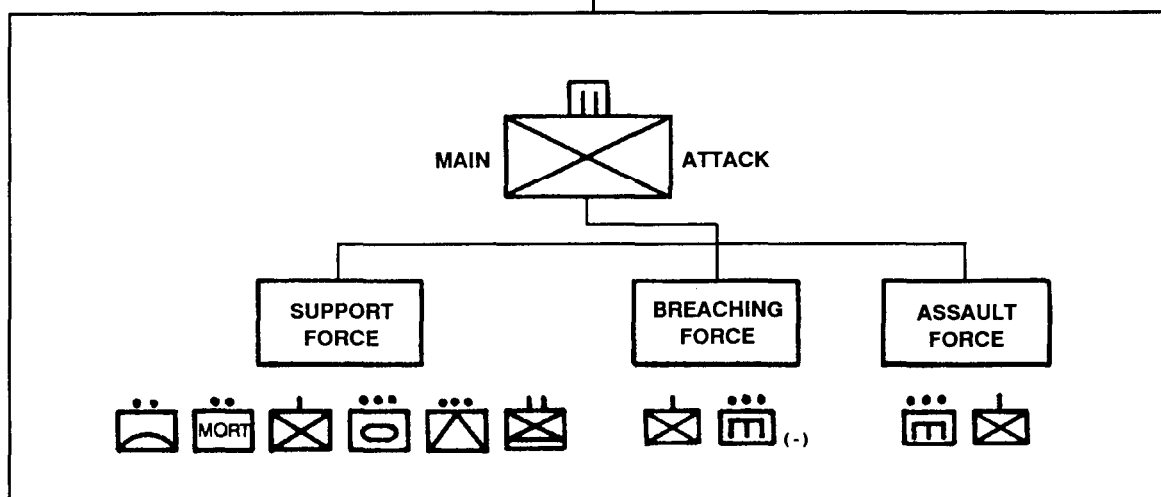 MAIN ATTACK
SUPPORT
FORCE
BREACHING
FORCE
ASSAULT
FORCE
MORT
(-)